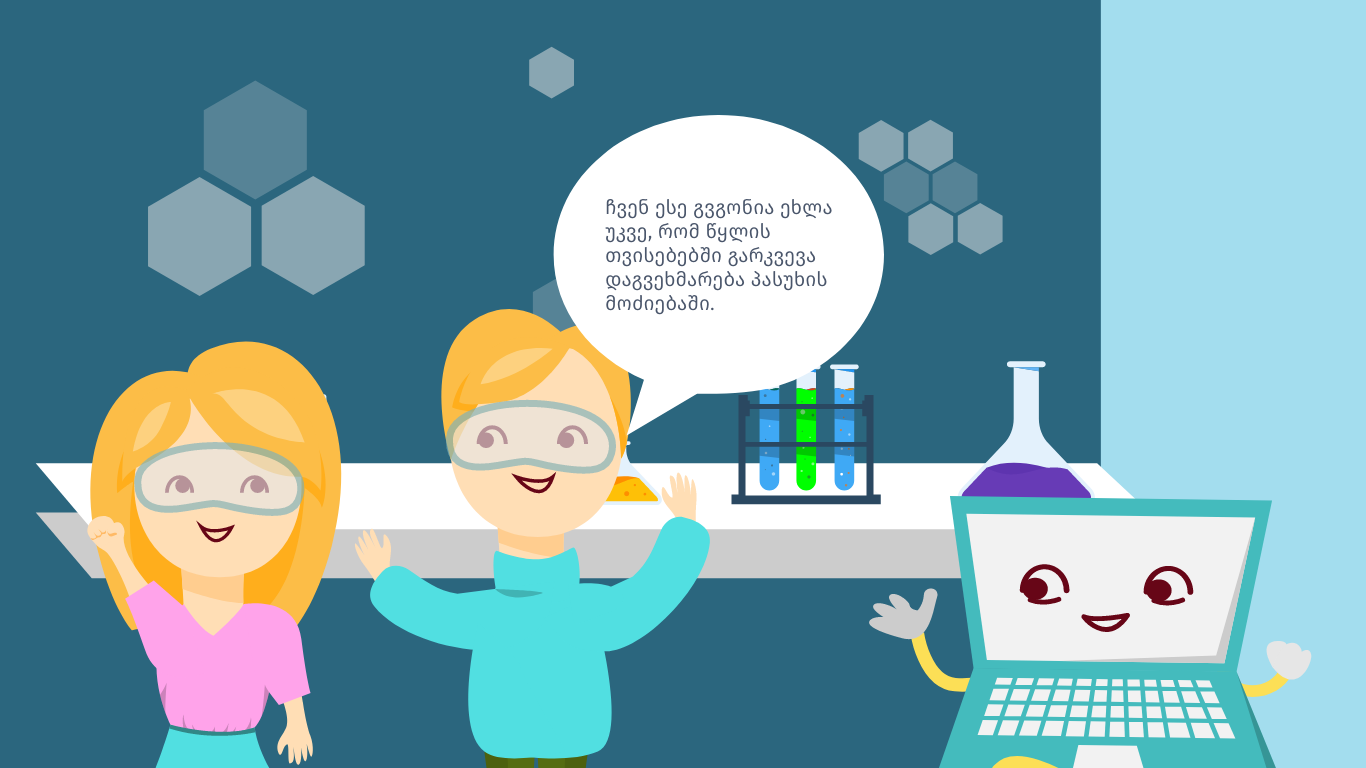 ჩვენ ესე გვგონია ეხლა
უკვე, რომ წყლის
თვისებებში გარკვევა
დაგვეხმარება პასუხის
მოძიებაში.